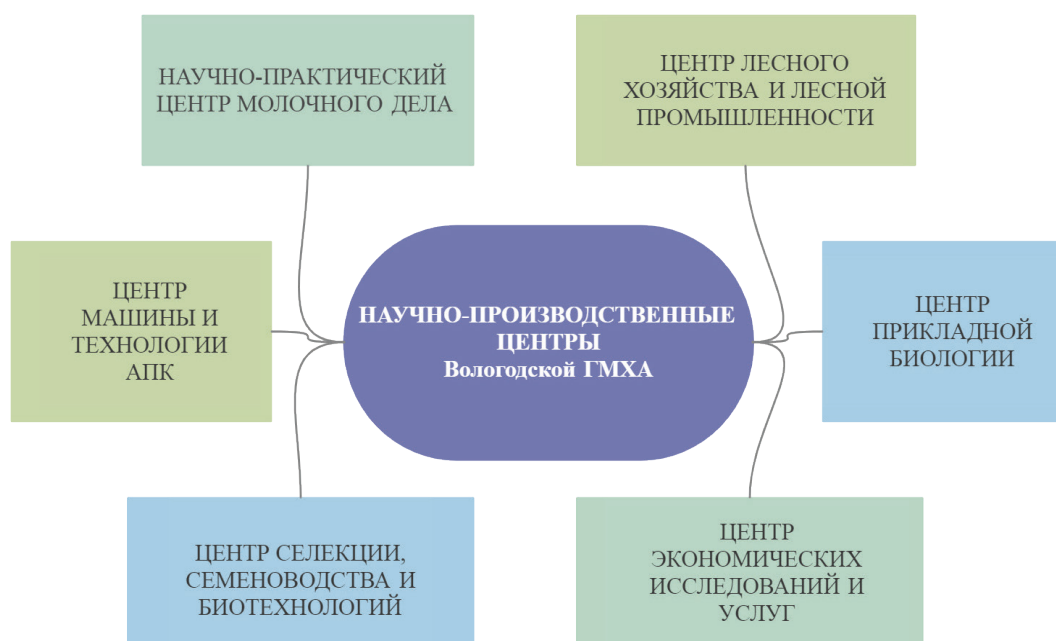 НАУЧНО-ПРАКТИЧЕСКИЙ
ЦЕНТР МОЛОЧНОГО ДЕЛА
ЦЕНТР ЛЕСНОГО
ХОЗЯЙСТВА И ЛЕСНОЙ
ПРОМЫШЛЕННОСТИ
ЦЕНТР
МАШИНЫ И
ТЕХНОЛОГИИ
АПК
НАУЧНО-ПРОИЗВОДСТВЕННЫЕ
ЦЕНТРЫ
Вологодской ГМХА
ЦЕНТР
ПРИКЛАДНОЙ
БИОЛОГИИ
ЦЕНТР СЕЛЕКЦИИ,
СЕМЕНОВОДСТВА И
БИОТЕХНОЛОГИЙ
ЦЕНТР
ЭКОНОМИЧЕСКИХ
ИССЛЕДОВАНИЙ И
УСЛУГ